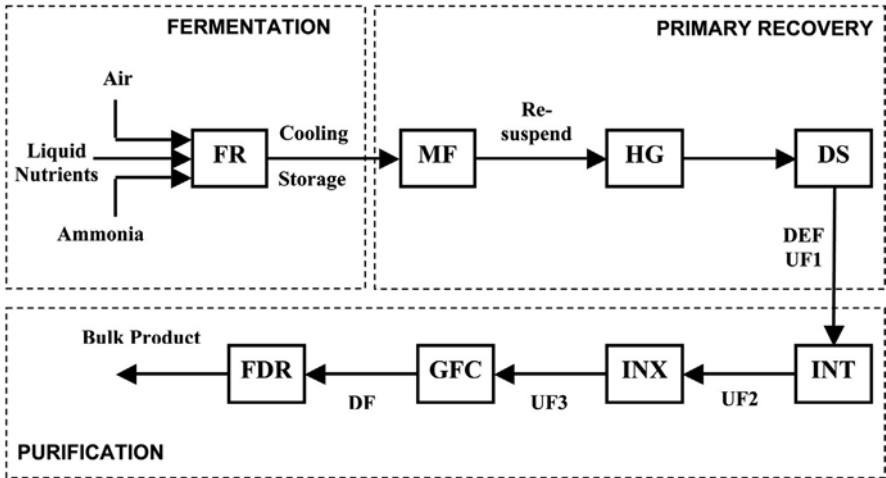 FERMENTATION
PRIMARY RECOVERY
Air
Liquid
Nutrients
Ammonia
FR
Cooling
Storage
MF
Re-
suspend
HG
DS
DEF
UF1
Bulk Product
FDR
DF
GFC
UF3
INX
UF2
INT
PURIFICATION